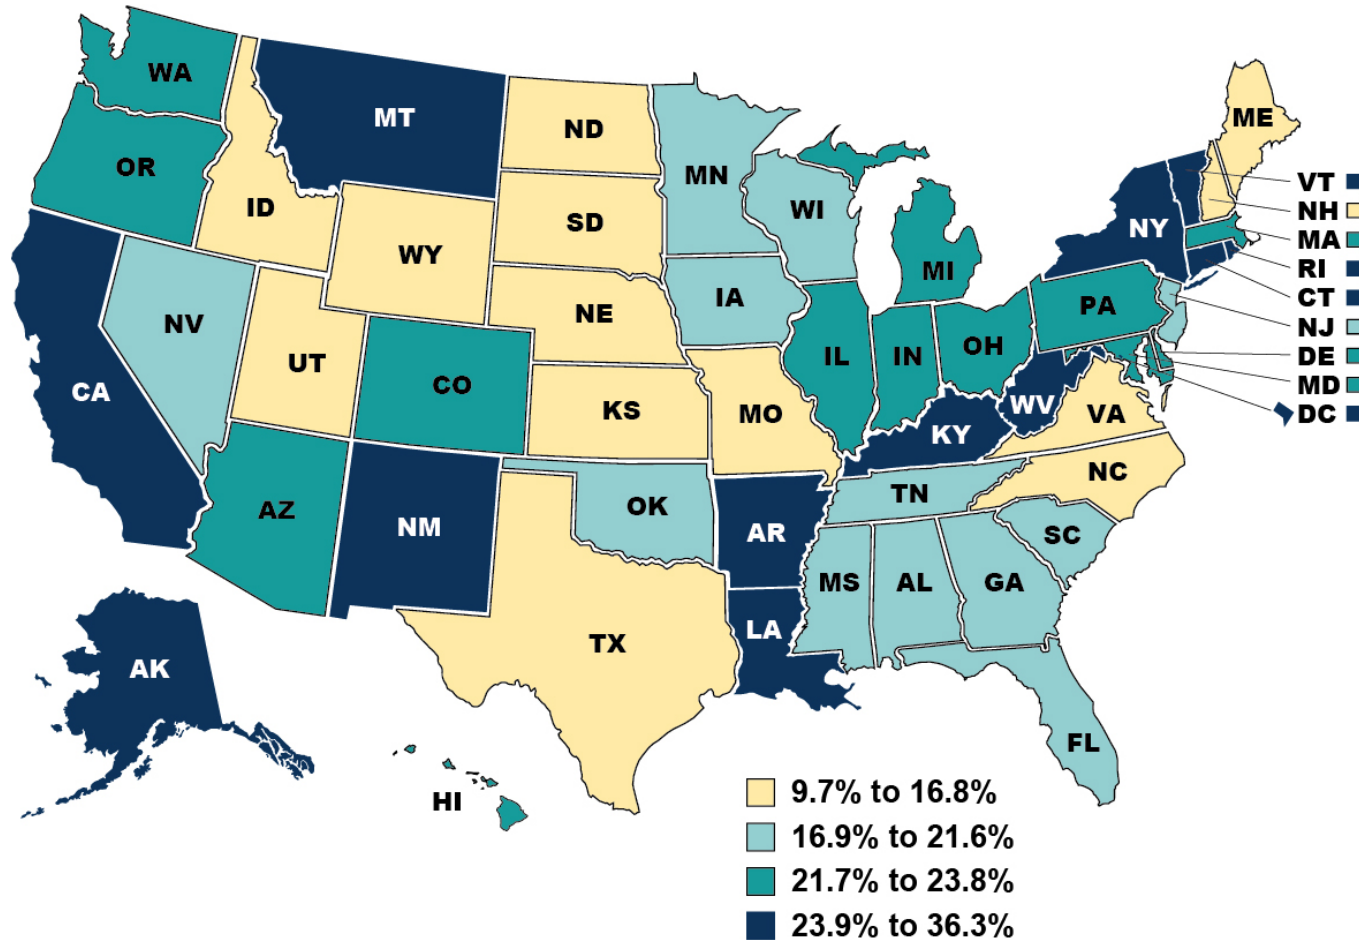 WA
MT
ND
ME
OR
MN
VT
ID
WI
NH
SD
NY
MA
WY
MI
RI
IA
CT
NE
PA
NV
NJ
UT
IL
IN
OH
DE
CO
MD
CA
WV
DC
KS
MO
VA
KY
NC
TN
AZ
OK
NM
AR
SC
MS
AL
GA
LA
TX
AK
FL
HI
9.7% to 16.8%
16.9% to 21.6%
21.7% to 23.8%
23.9% to 36.3%